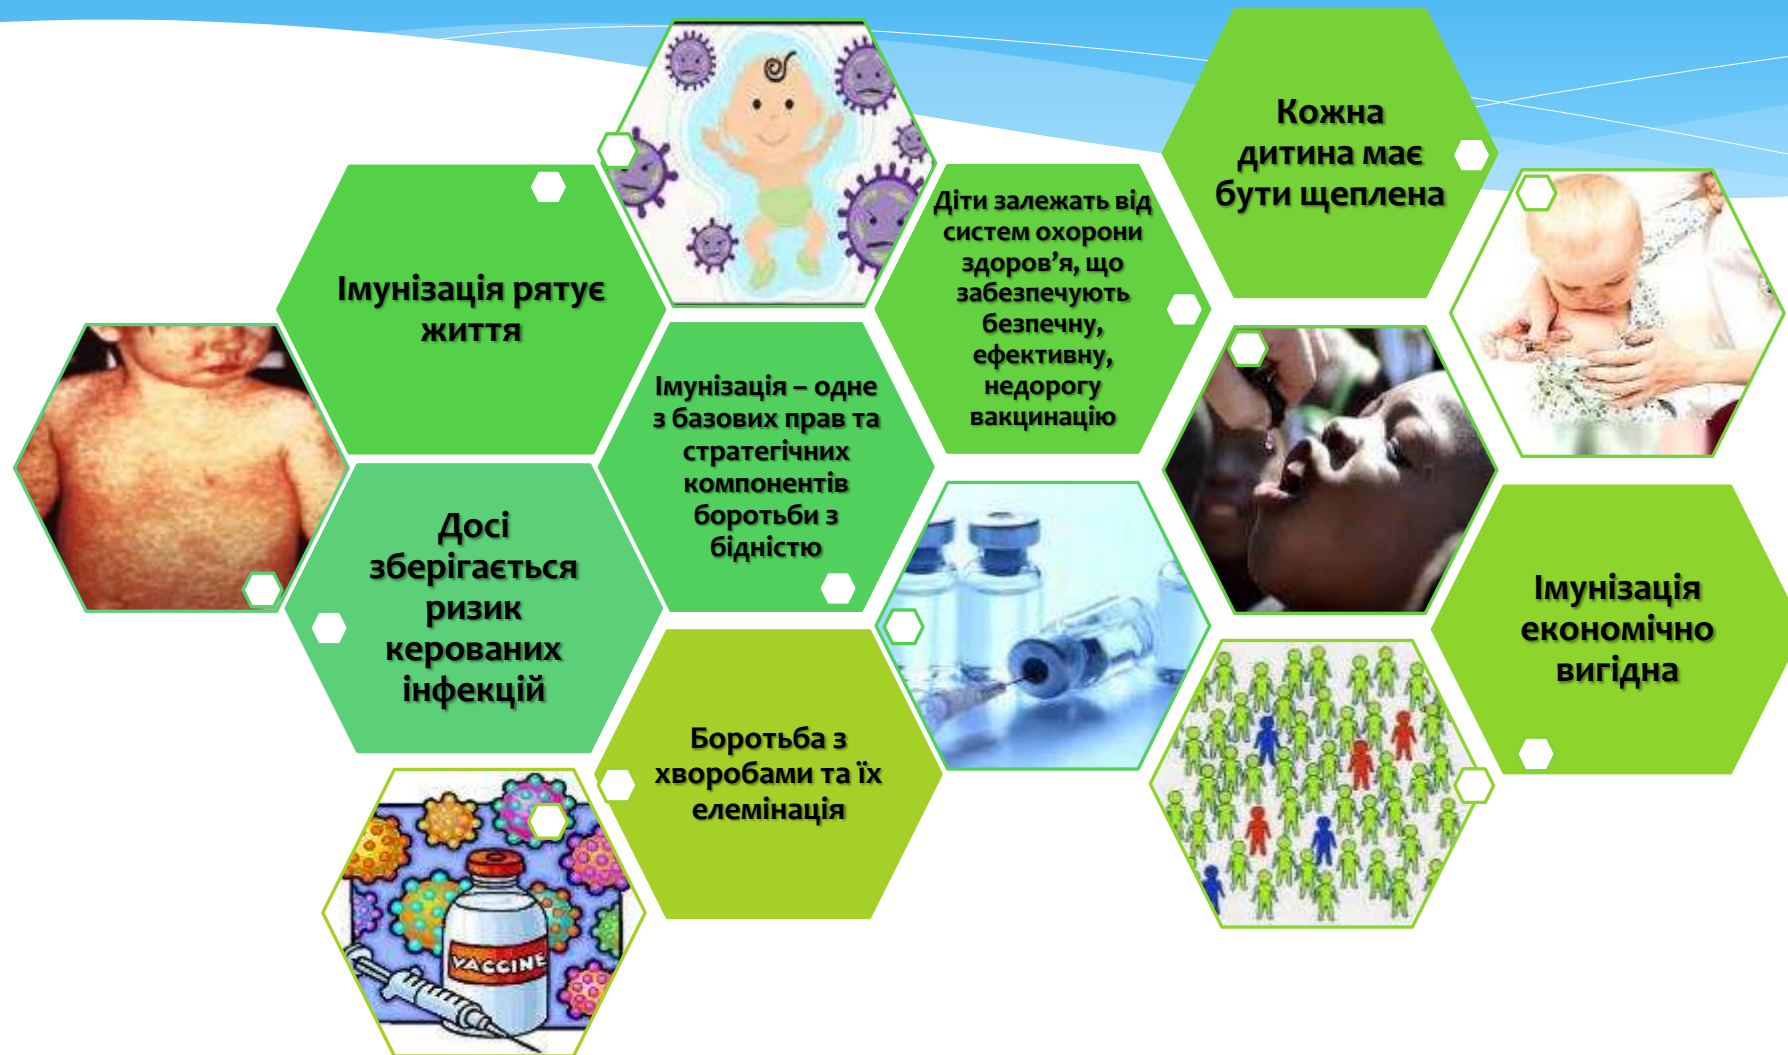 Кожна
дитина має
бути щеплена
Діти залежать від
систем охорони
здоров’я, що
забезпечують
безпечну,
ефективну,
недорогу
вакцинацію
Імунізація рятує
життя
Імунізація – одне
з базових прав та
стратегічних
компонентів
боротьби з
бідністю
Досі
зберігається
ризик
керованих
інфекцій
Імунізація
економічно
вигідна
Боротьба з
хворобами та їх
елемінація
VACCINE